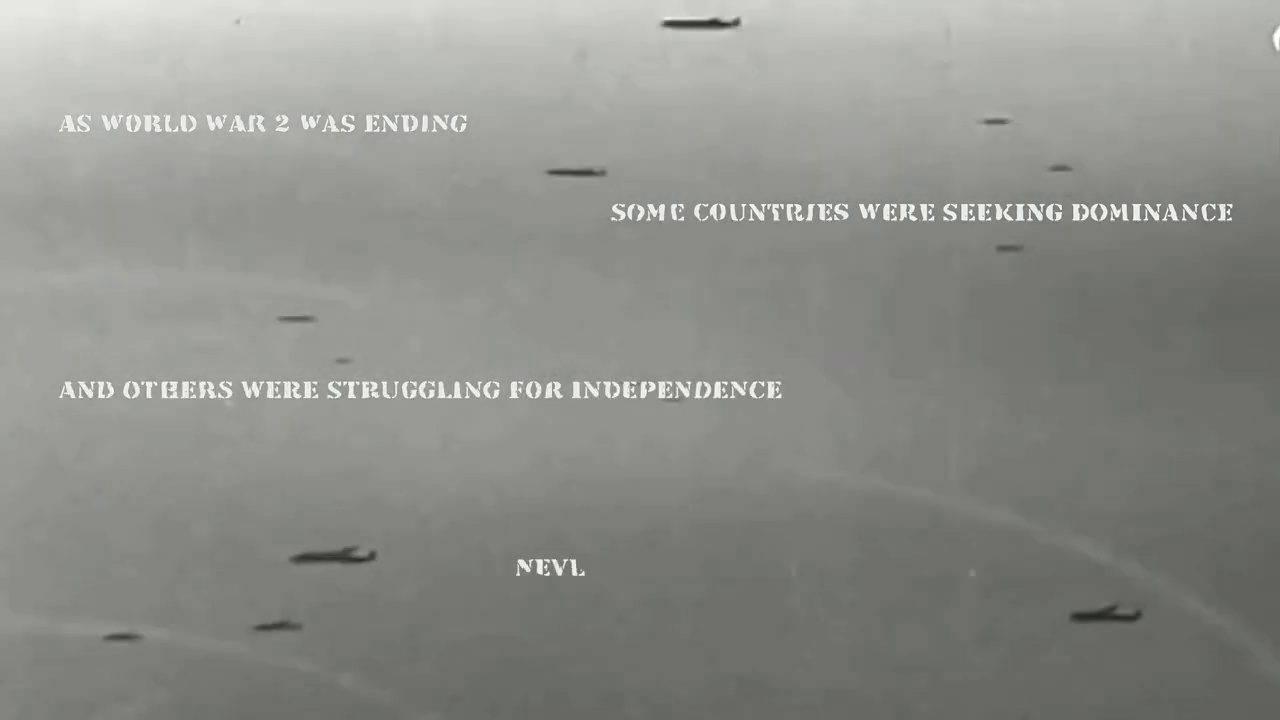 AS WORLD WAR 2 WAS ENDING
SOME COUNTRIES WERE SEEKING DOMINANCE
AND OTHERS WERE STRUGGLING FOR INDEPENDENCE
NEVL